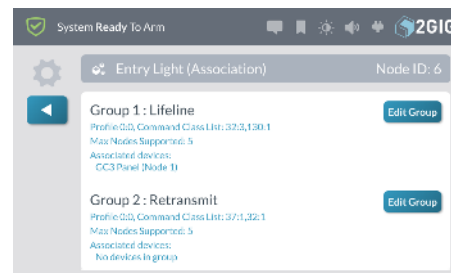 System Ready To Arm
2GIG
Entry Light (Association) Node ID: 6
Group 1 : Lifeline Edit Group
Profile 0:0, Command Class List: 32:3,130:1
Max Nodes Supported: 5
Associated devices:
GC3 Panel (Node 1)
Group 2 : Retransmit Edit Group
Profile 0:0, Command Class List: 37:1,32:1
Max Nodes Supported: 5
Associated devices:
No devices in group